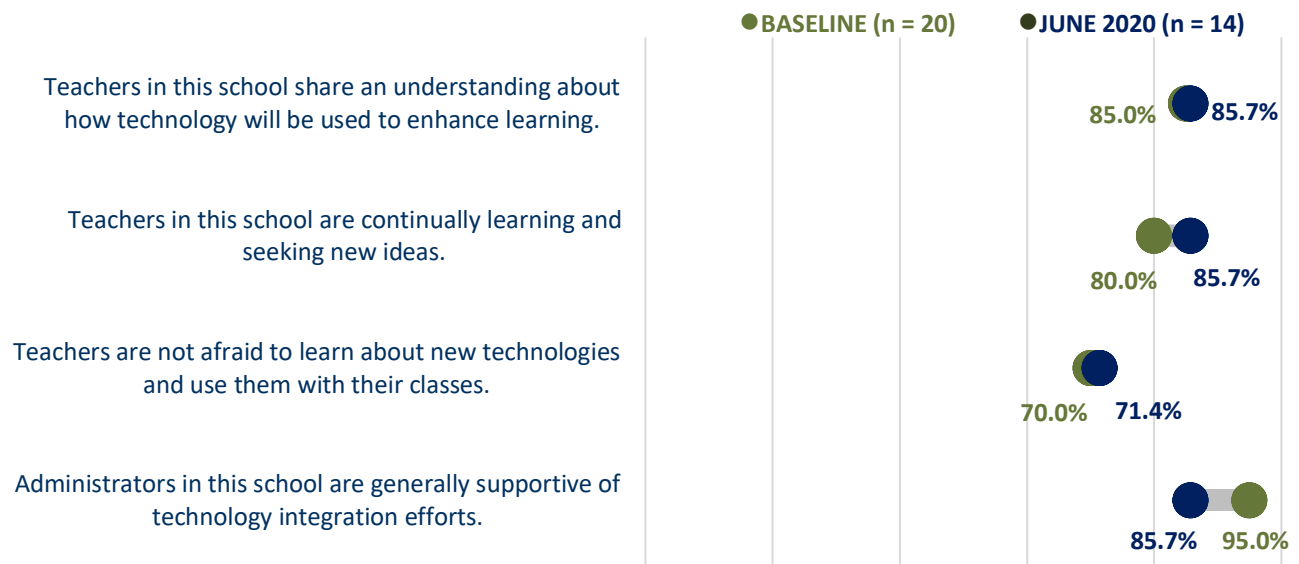 BASELINE (n = 20) JUNE 2020 (n = 14)
Teachers in this school share an understanding about
how technology will be used to enhance learning.
85.0% 85.7%
Teachers in this school are continually learning and
seeking new ideas.
80.0% 85.7%
Teachers are not afraid to learn about new technologies
and use them with their classes.
70.0% 71.4%
Administrators in this school are generally supportive of
technology integration efforts.
85.7% 95.0%